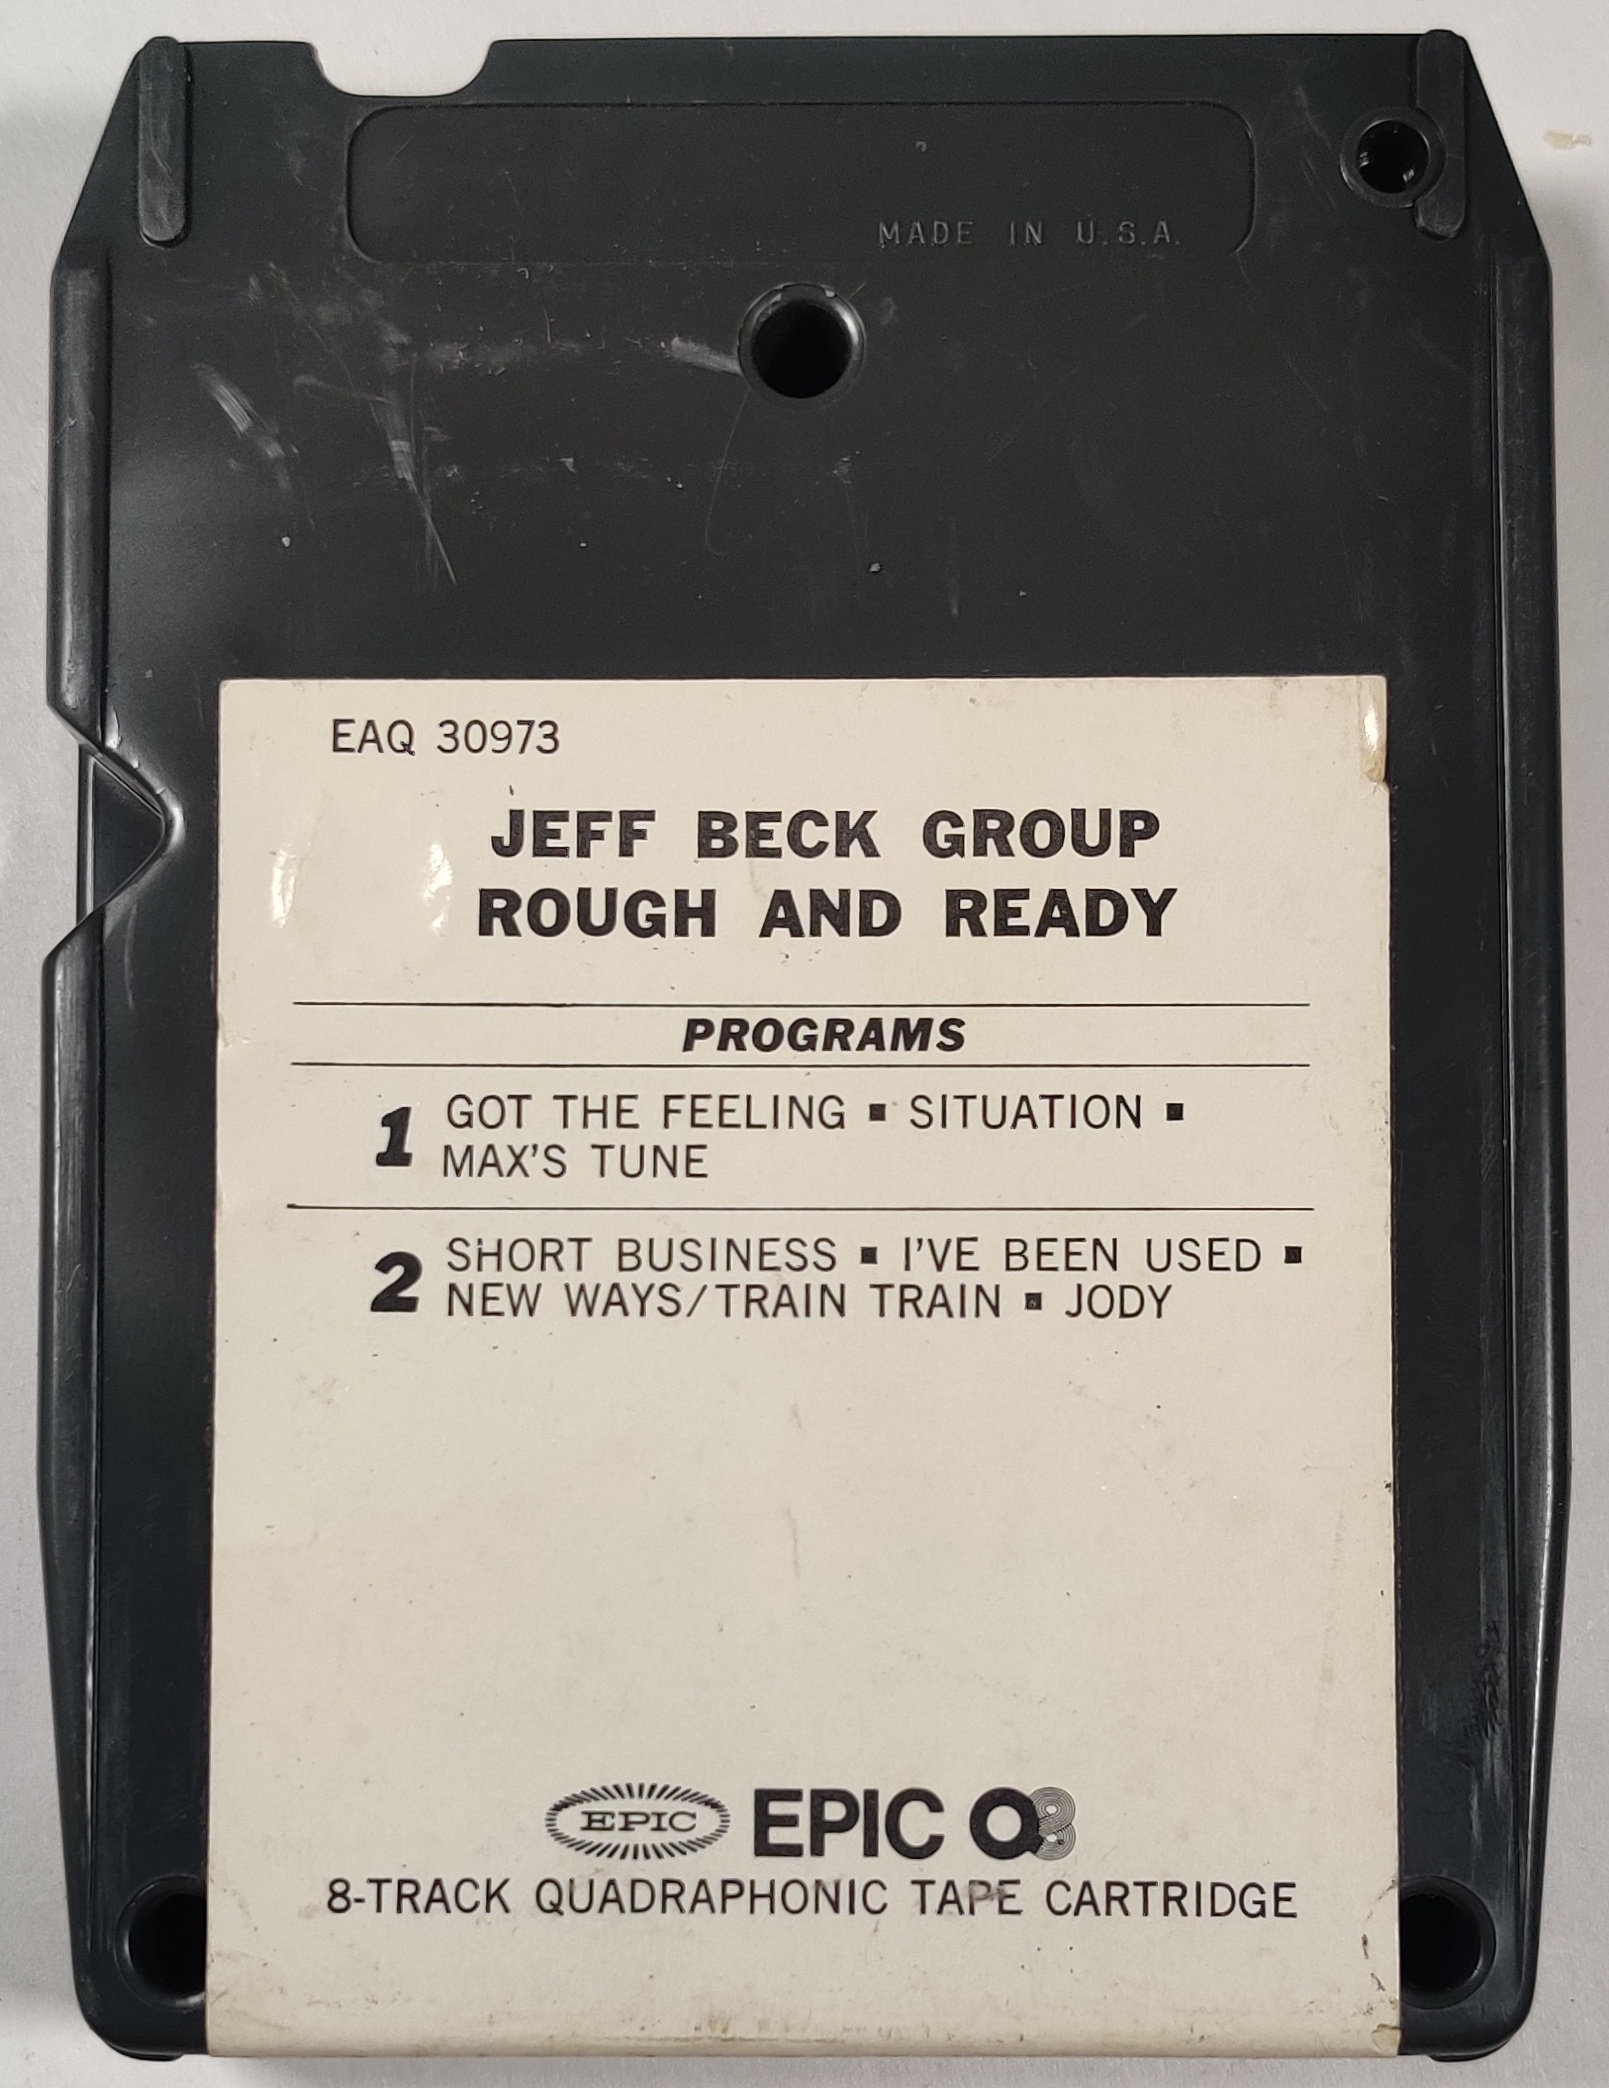 MADE IN U.S.A.
EAQ 30973
JEFF BECK GROUP
ROUGH AND READY
PROGRAMS
1 GOT THE FEELING ▪ SITUATION ▪
MAX'S TUNE
2 SHORT BUSINESS ▪ I'VE BEEN USED ▪
NEW WAYS/TRAIN TRAIN ▪ JODY
EPIC EPIC Q8
8-TRACK QUADRAPHONIC TAPE CARTRIDGE